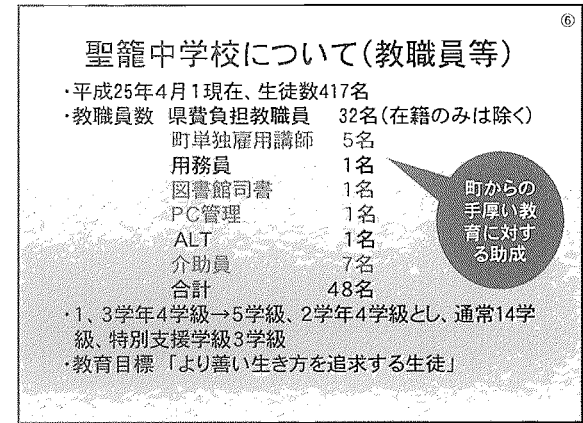 ⑥
聖籠中学校について(教職員等)
・平成25年4月1現在、生徒数417名
・教職員数 県費負担教職員 32名(在籍のみは除く)
町単独雇用講師 5名
用務員 1名
図書館司書 1名
PC管理 1名
ALT 1名
介助員 7名
合計 48名
町からの
手厚い教
育に対す
る助成
・1、3学年4学級→5学級、2学年4学級とし、通常14学
級、特別支援学級3学級
・教育目標 「より善い生き方を追求する生徒」